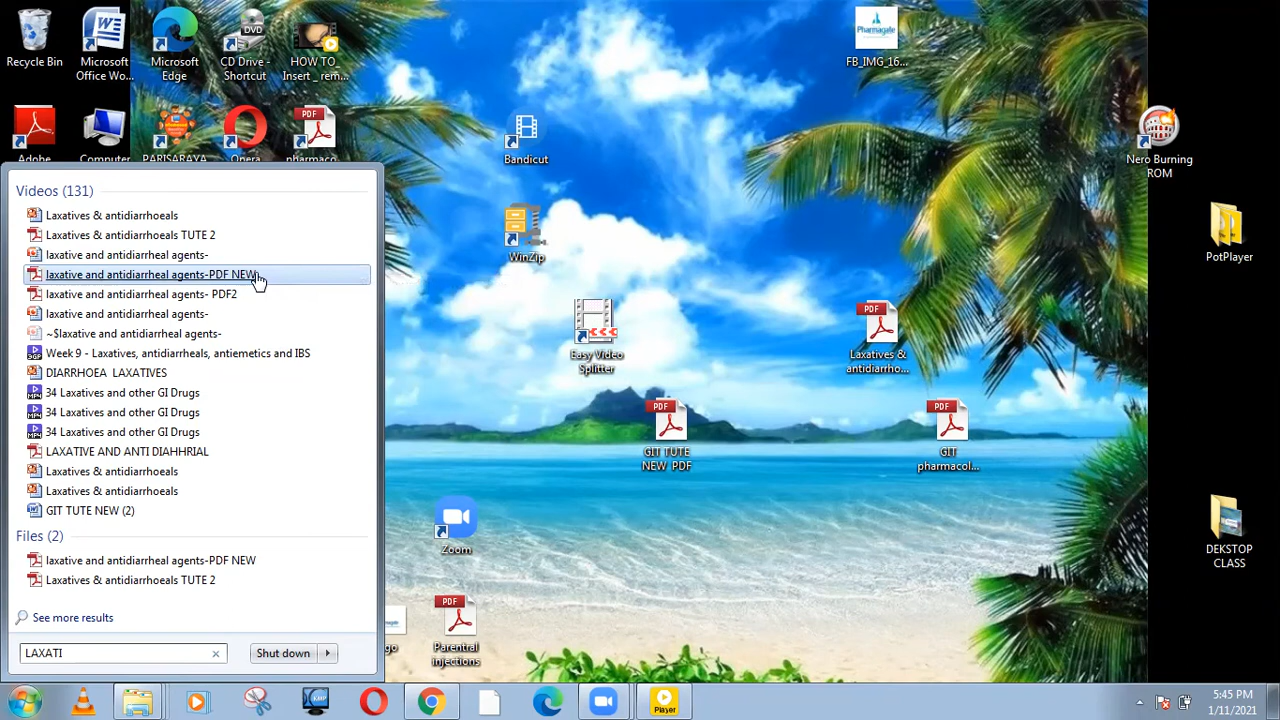 Recycle Bin
Microsoft
Office Wo...
Microsoft
Edge
DVD
CD Drive -
Shortcut
HOW TO_
Insert _ rem...
Pharmagate
FB_IMG_16...
PDF
Adobe
Computer
PARISARAYA
Opera
pharmaco
Bandicut
Nero Burning
ROM
Videos (131)
Laxatives & antidiarrhoeals
Laxatives & antidiarrhoeals TUTE 2
laxative and antidiarrheal agents-
laxative and antidiarrheal agents-PDF NEW
laxative and antidiarrheal agents- PDF2
laxative and antidiarrheal agents-
~$laxative and antidiarrheal agents-
Week 9 - Laxatives, antidiarrheals, antiemetics and IBS
DIARRHOEA  LAXATIVES
34 Laxatives and other GI Drugs
34 Laxatives and other GI Drugs
34 Laxatives and other GI Drugs
LAXATIVE AND ANTI DIAHHRIAL
Laxatives & antidiarrhoeals
Laxatives & antidiarrhoeals
GIT TUTE NEW (2)
Files (2)
laxative and antidiarrheal agents-PDF NEW
Laxatives & antidiarrhoeals TUTE 2
See more results
LAXATI
Shut down
WinZip
PotPlayer
Easy Video
Splitter
PDF
Laxatives &
antidiarrho...
PDF
GIT TUTE
NEW PDF
PDF
GIT
pharmacol...
Zoom
DEKSTOP
CLASS
go
PDF
Parentral
injections
Player
5:45 PM
1/11/2021